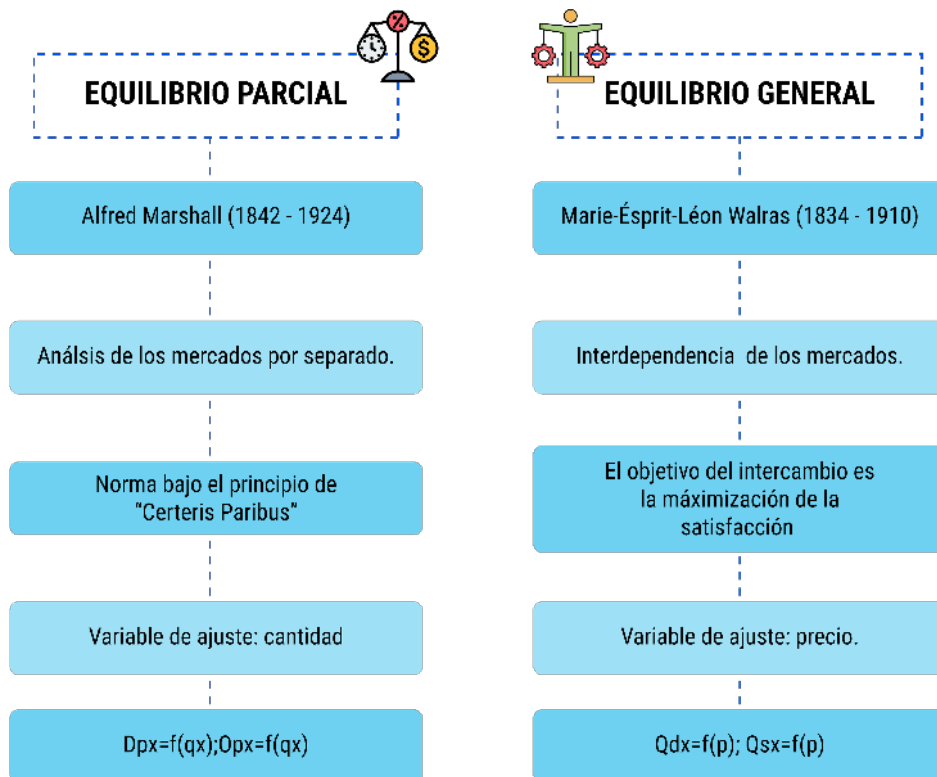 EQUILIBRIO PARCIAL
Alfred Marshall (1842 - 1924)
Análsis de los mercados por separado.
Norma bajo el principio de
“Certeris Paribus”
Variable de ajuste: cantidad
Dpx=f(qx);Opx=f(qx)
EQUILIBRIO GENERAL
Marie-Ésprit-Léon Walras (1834 - 1910)
Interdependencia de los mercados.
El objetivo del intercambio es
la máximización de la
satisfacción
Variable de ajuste: precio.
Qdx=f(p); Qsx=f(p)
%
$